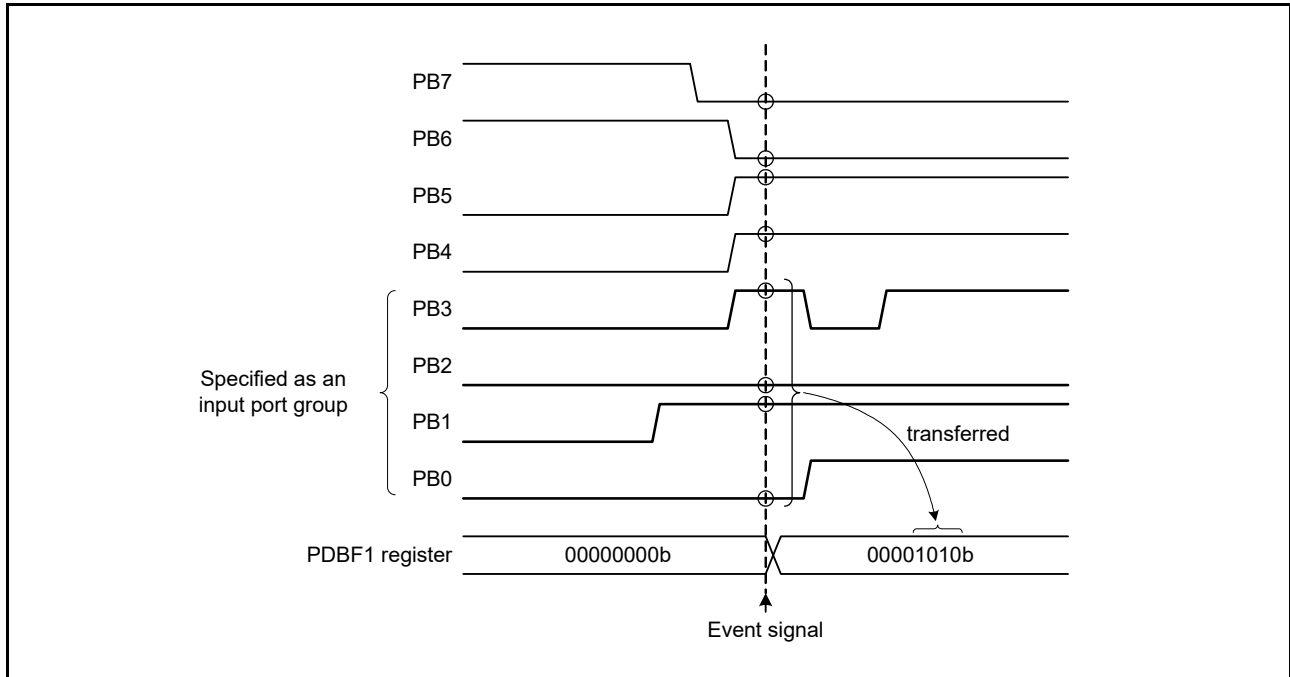 PB7
PB6
PB5
PB4
PB3
PB2
Specified as an
input port group
PB1
transferred
PB0
PDBF1 register
00000000b
00001010b
Event signal